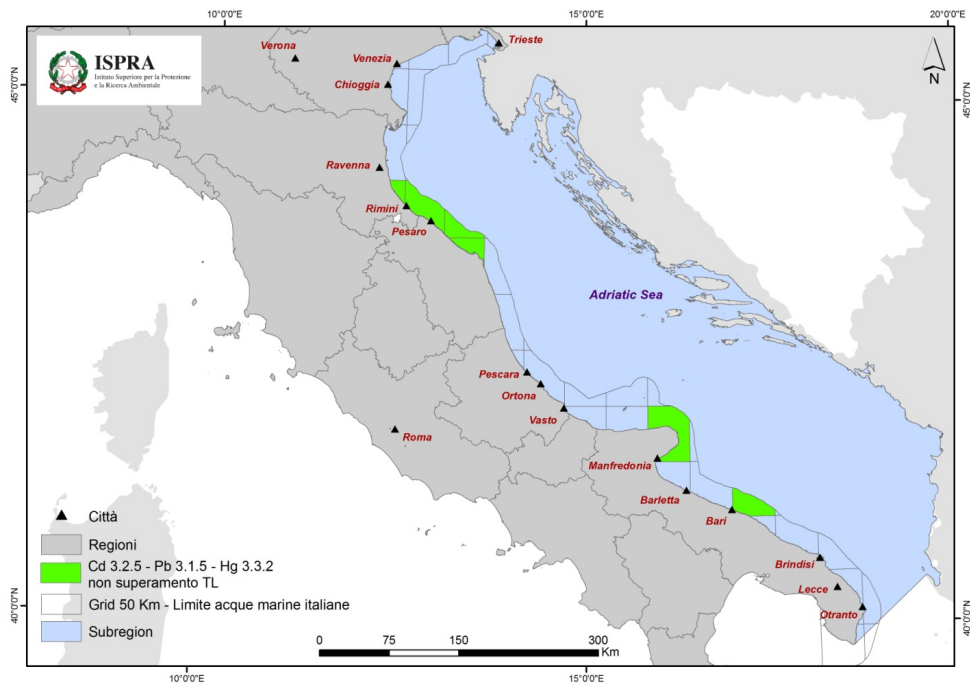 10°0'0"E
15°0'0"E
20°0'0"E
ISPRA
Istituto Superiore per la Protezione
e la Ricerca Ambientale
Verona
Venezia
Trieste
Chioggia
N
45°0'0"N
45°0'0"N
Ravenna
Rimini
Pesaro
Adriatic Sea
Pescara
Ortona
Vasto
Roma
Manfredonia
Barletta
Bari
Brindisi
Lecce
Otranto
Città
Regioni
Cd 3.2.5 - Pb 3.1.5 - Hg 3.3.2
non superamento TL
Grid 50 Km - Limite acque marine italiane
Subregion
40°0'0"N
40°0'0"N
0 75 150 300
Km
10°0'0"E
15°0'0"E